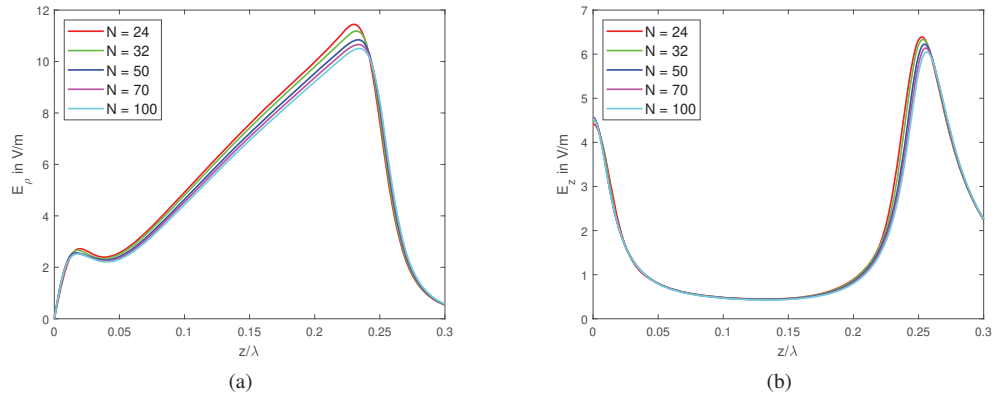 12
10
8
6
4
2
0
E_ρ in V/m
N = 24
N = 32
N = 50
N = 70
N = 100
0 0.05 0.1 0.15 0.2 0.25 0.3
z/λ
(a)
7
6
5
4
3
2
1
0
E_z in V/m
N = 24
N = 32
N = 50
N = 70
N = 100
0 0.05 0.1 0.15 0.2 0.25 0.3
z/λ
(b)